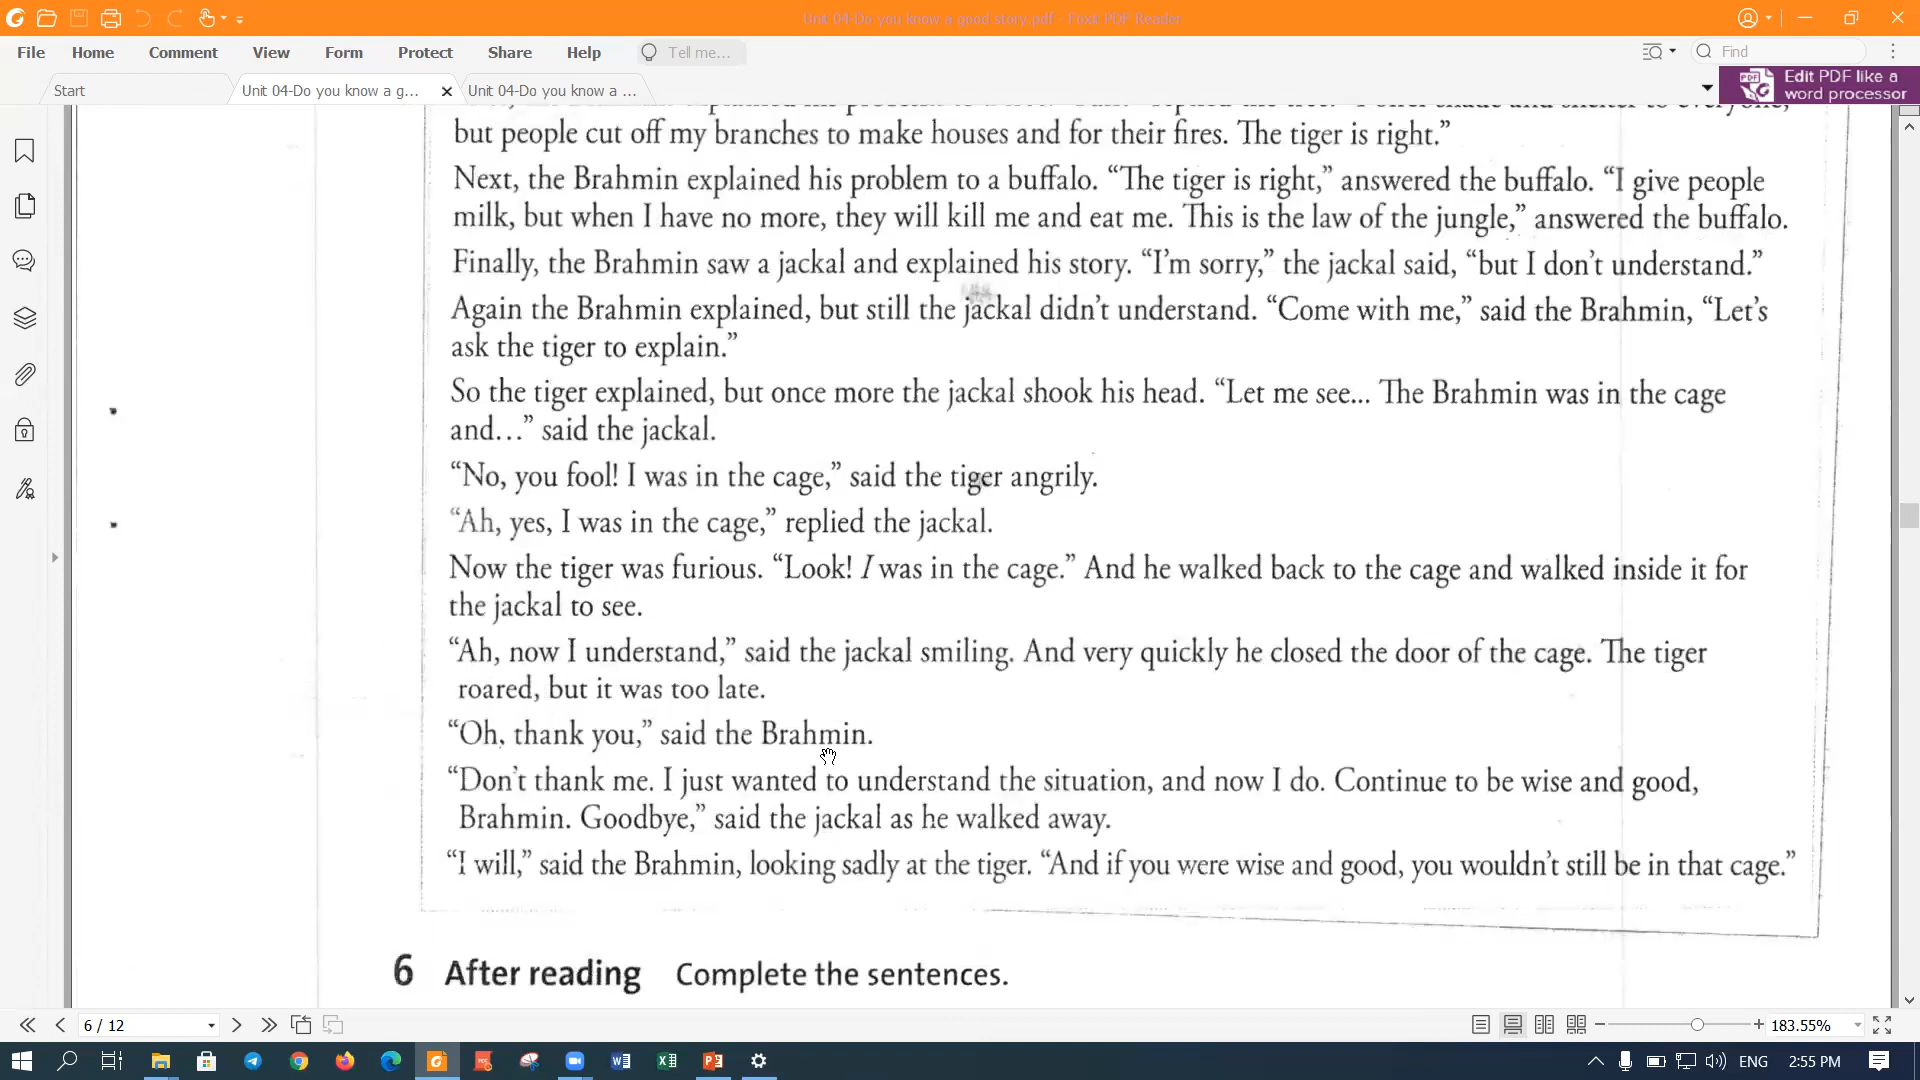 Unit 04-Do you know a good story.pdf - Foxit PDF Reader
File Home Comment View Form Protect Share Help Tell me... Find
Start Unit 04-Do you know a g... Unit 04-Do you know a ... Edit PDF like a
word processor
but people cut off my branches to make houses and for their fires. The tiger is right.”
Next, the Brahmin explained his problem to a buffalo. “The tiger is right,” answered the buffalo. “I give people
milk, but when I have no more, they will kill me and eat me. This is the law of the jungle,” answered the buffalo.
Finally, the Brahmin saw a jackal and explained his story. “I’m sorry,” the jackal said, “but I don’t understand.”
Again the Brahmin explained, but still the jackal didn’t understand. “Come with me,” said the Brahmin, “Let’s
ask the tiger to explain.”
So the tiger explained, but once more the jackal shook his head. “Let me see... The Brahmin was in the cage
and...” said the jackal.
“No, you fool! I was in the cage,” said the tiger angrily.
“Ah, yes, I was in the cage,” replied the jackal.
Now the tiger was furious. “Look! I was in the cage.” And he walked back to the cage and walked inside it for
the jackal to see.
“Ah, now I understand,” said the jackal smiling. And very quickly he closed the door of the cage. The tiger
roared, but it was too late.
“Oh, thank you,” said the Brahmin.
“Don’t thank me. I just wanted to understand the situation, and now I do. Continue to be wise and good,
Brahmin. Goodbye,” said the jackal as he walked away.
“I will,” said the Brahmin, looking sadly at the tiger. “And if you were wise and good, you wouldn’t still be in that cage.”
6 After reading Complete the sentences.
6 / 12 183.55%
ENG 2:55 PM